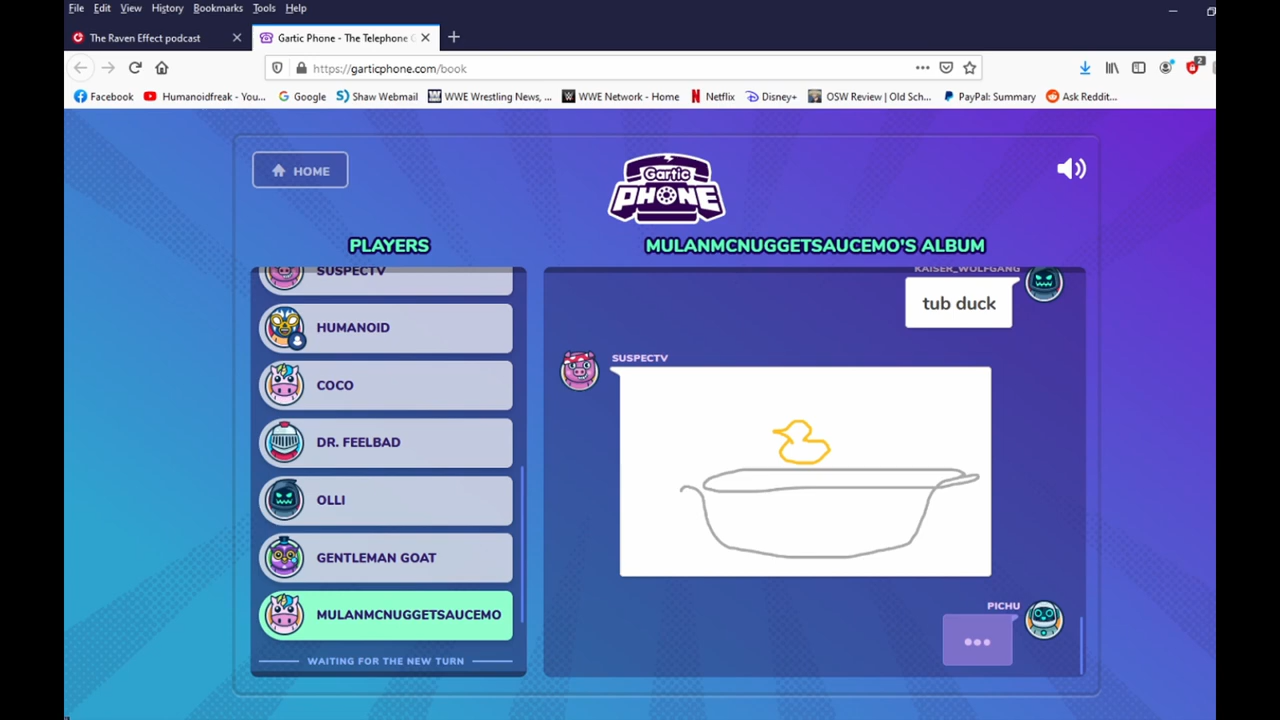 File Edit View History Bookmarks Tools Help
The Raven Effect podcast
Gartic Phone - The Telephone G
https://garticphone.com/book
2
Facebook Humanoidfreak - You... Google Shaw Webmail WWE Wrestling News, ... WWE Network - Home Netflix Disney+ OSW Review | Old Sch... PayPal: Summary Ask Reddit...
HOME
Gartic
PHONE
PLAYERS
MULANMCNUGGETSAUCEMO'S ALBUM
SUSPECTV
HUMANOID
COCO
DR. FEELBAD
OLLI
GENTLEMAN GOAT
MULANMCNUGGETSAUCEMO
WAITING FOR THE NEW TURN
KAISER_WOLFGANG
tub duck
SUSPECTV
PICHU